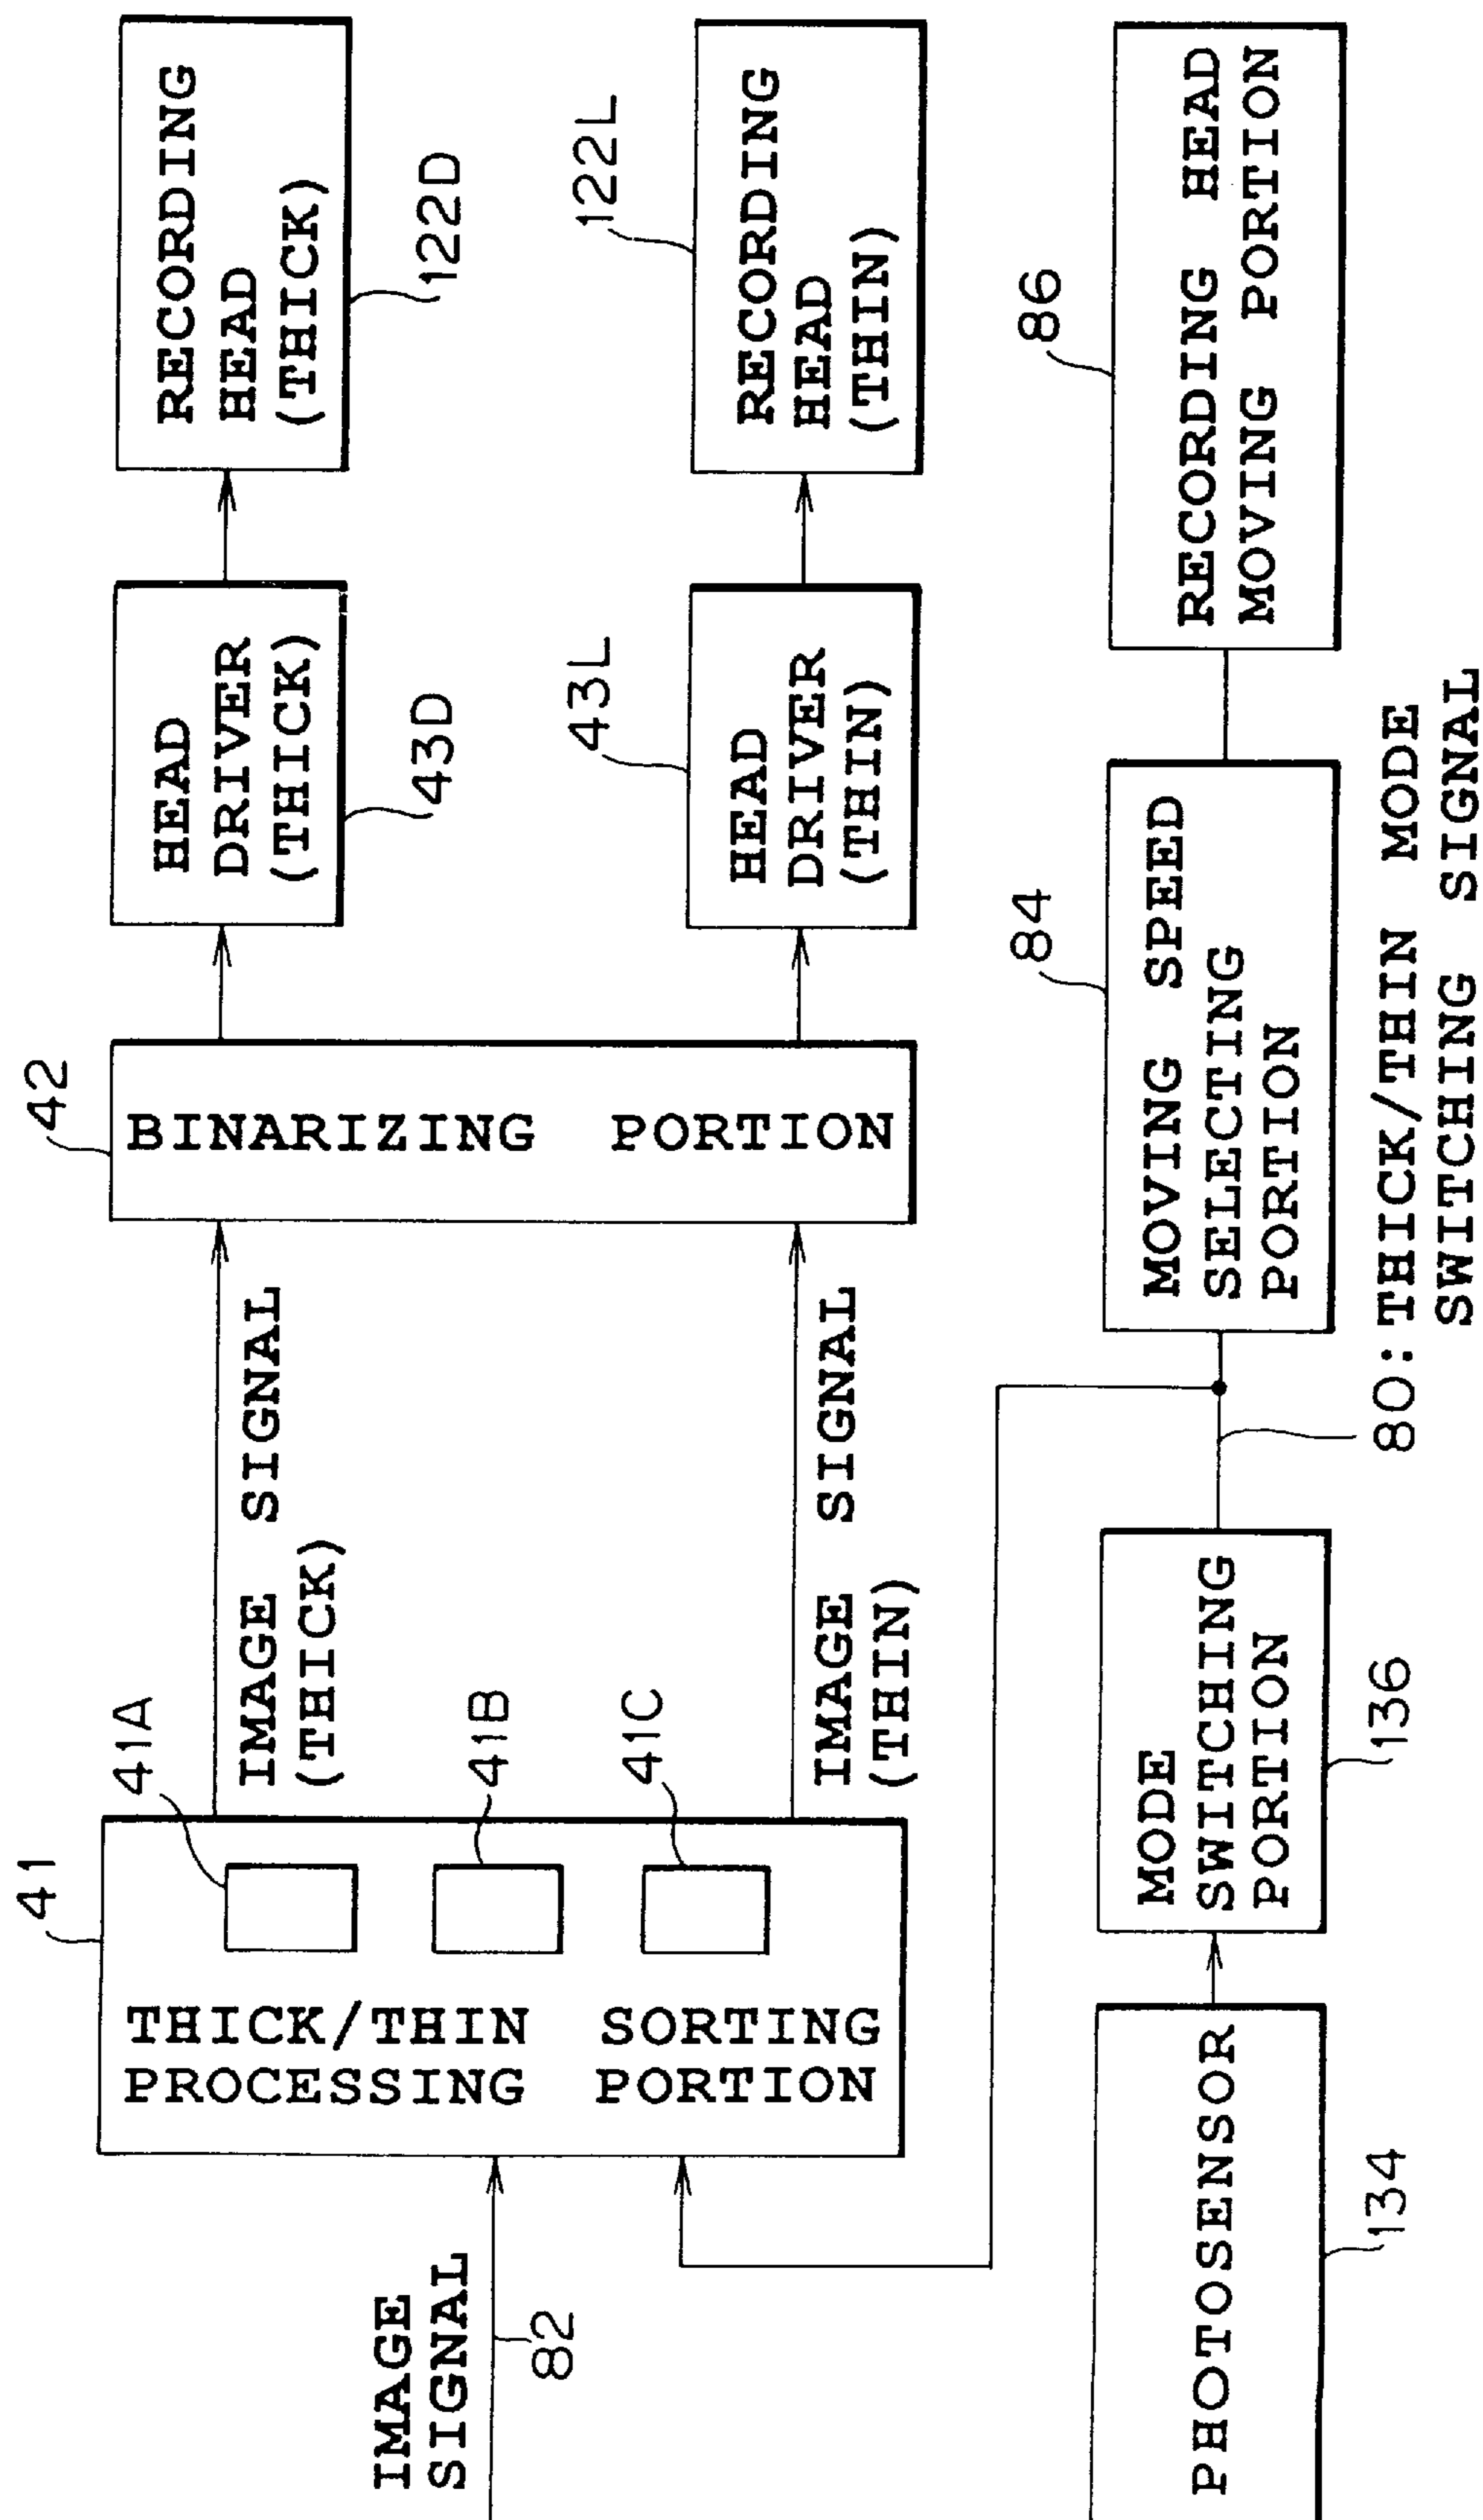 IMAGE
SIGNAL
82
41
THICK/THIN SORTING
PROCESSING PORTION
41A
41B
41C
IMAGE SIGNAL
(THICK)
IMAGE SIGNAL
(THIN)
42
BINARIZING PORTION
HEAD
DRIVER
(THICK)
43D
HEAD
DRIVER
(THIN)
43L
RECORDING
HEAD
(THICK)
122D
RECORDING
HEAD
(THIN)
122L
PHOTOSENSOR
134
MODE
SWITCHING
PORTION
136
80:THICK/THIN MODE
SWITCHING SIGNAL
84
MOVING SPEED
SELECTING
PORTION
86
RECORDING HEAD
MOVING PORTION